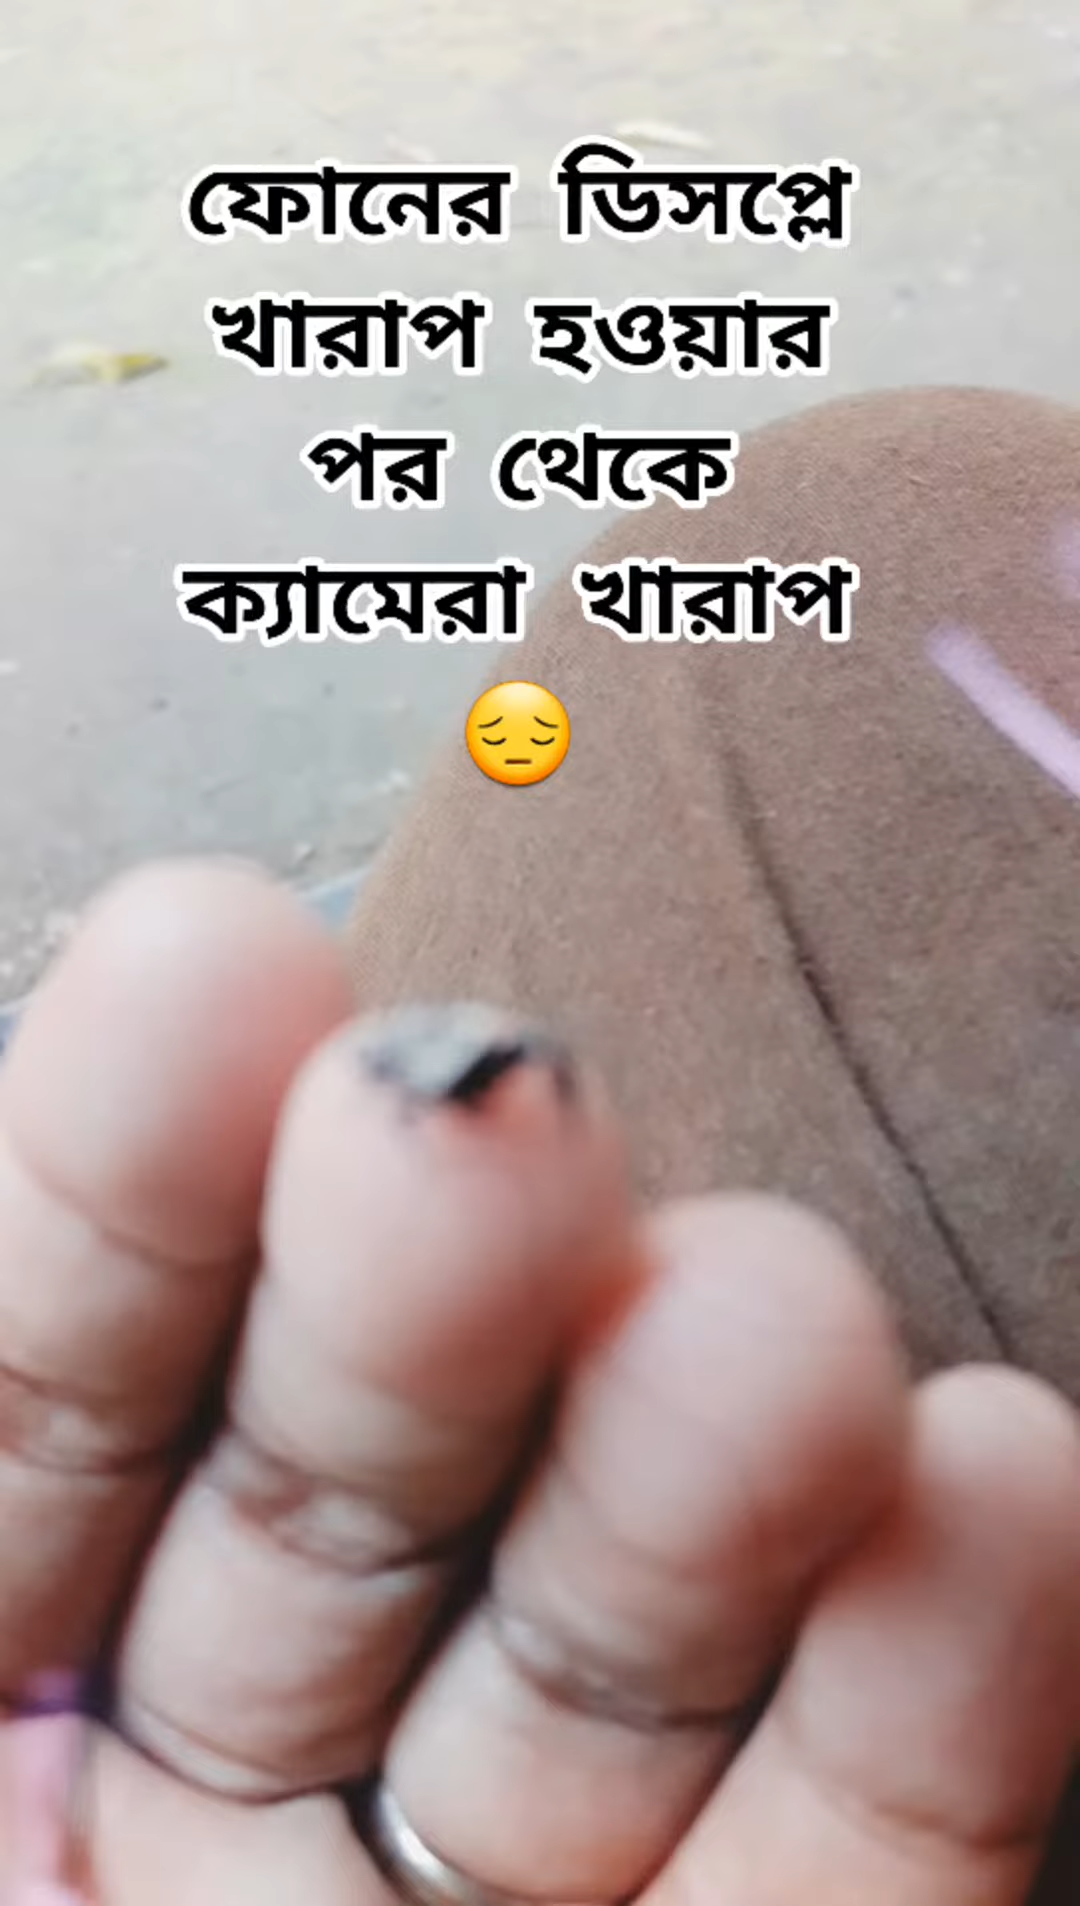 ফোনের ডিসপ্লে
খারাপ হওয়ার
পর থেকে
ক্যামেরা খারাপ
😔